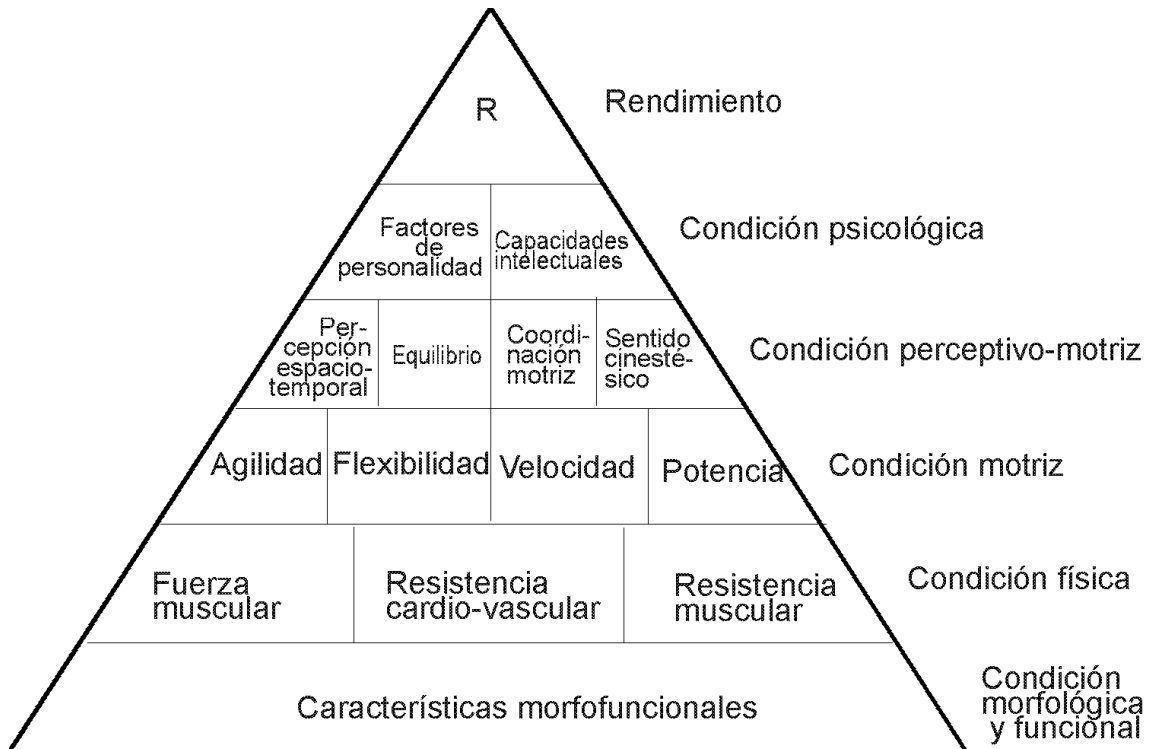 R
Rendimiento
Factores
de
personalidad
Capacidades
intelectuales
Condición psicológica
Per-
cepción
espacio-
temporal
Equilibrio
Coordi-
nación
motriz
Sentido
cinesté-
sico
Condición perceptivo-motriz
Agilidad
Flexibilidad
Velocidad
Potencia
Condición motriz
Fuerza
muscular
Resistencia
cardio-vascular
Resistencia
muscular
Condición física
Características morfofuncionales
Condición
morfológica
y funcional